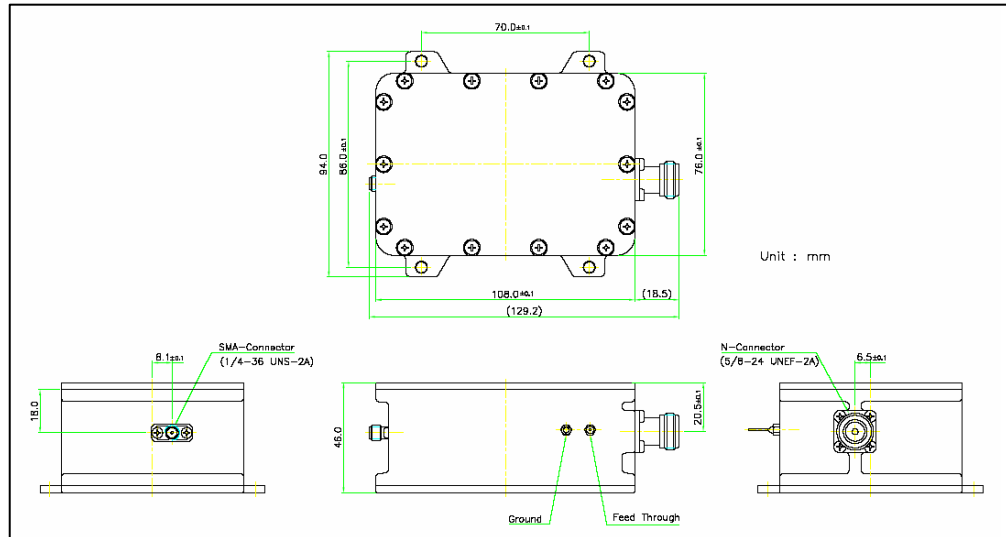 70.0±0.1
94.0
86.0±0.1
76.0±0.1
Unit : mm
108.0±0.1
(18.5)
(129.2)
8.1±0.1
SMA-Connector
(1/4-36 UNS-2A)
18.0
46.0
20.5±0.1
N-Connector
(5/8-24 UNEF-2A)
6.5±0.1
Ground
Feed Through